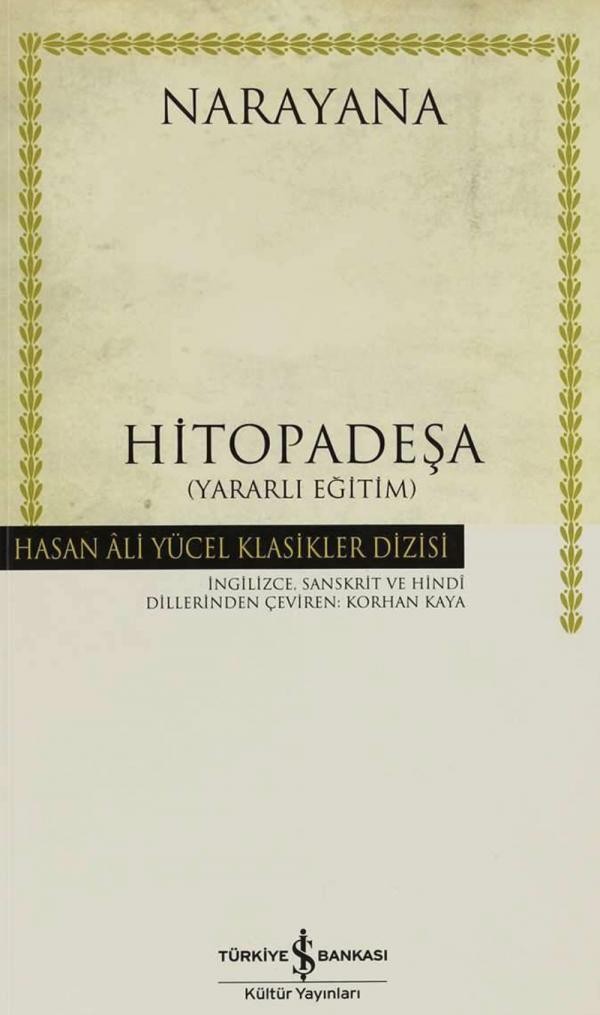 NARAYANA
HİTOPADEŞA
(YARARLI EĞİTİM)
HASAN ÂLİ YÜCEL KLASİKLER DİZİSİ
İNGİLİZCE, SANSKRİT VE HİNDÎ
DİLLERİNDEN ÇEVİREN: KORHAN KAYA
TÜRKİYE İŞ BANKASI
Kültür Yayınları